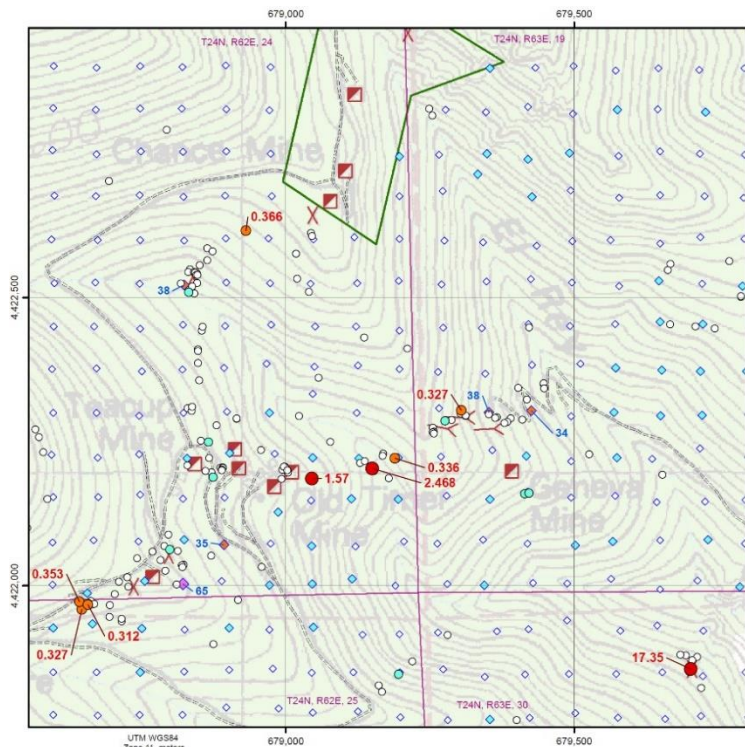 679,000
679,500
T24N, R62E, 24
T24N, R63E, 19
Chance Mine
0.366
38
4,422,500
El Rey
0.327
38
34
Teacup
Mine
0.336
2.468
1.57
Old Timer
Mine
Geneva
Mine
35
65
4,422,000
0.353
0.312
0.327
17.35
T24N, R62E, 25
T24N, R63E, 30
UTM WGS84
Zone 11, meters
679,000
679,500